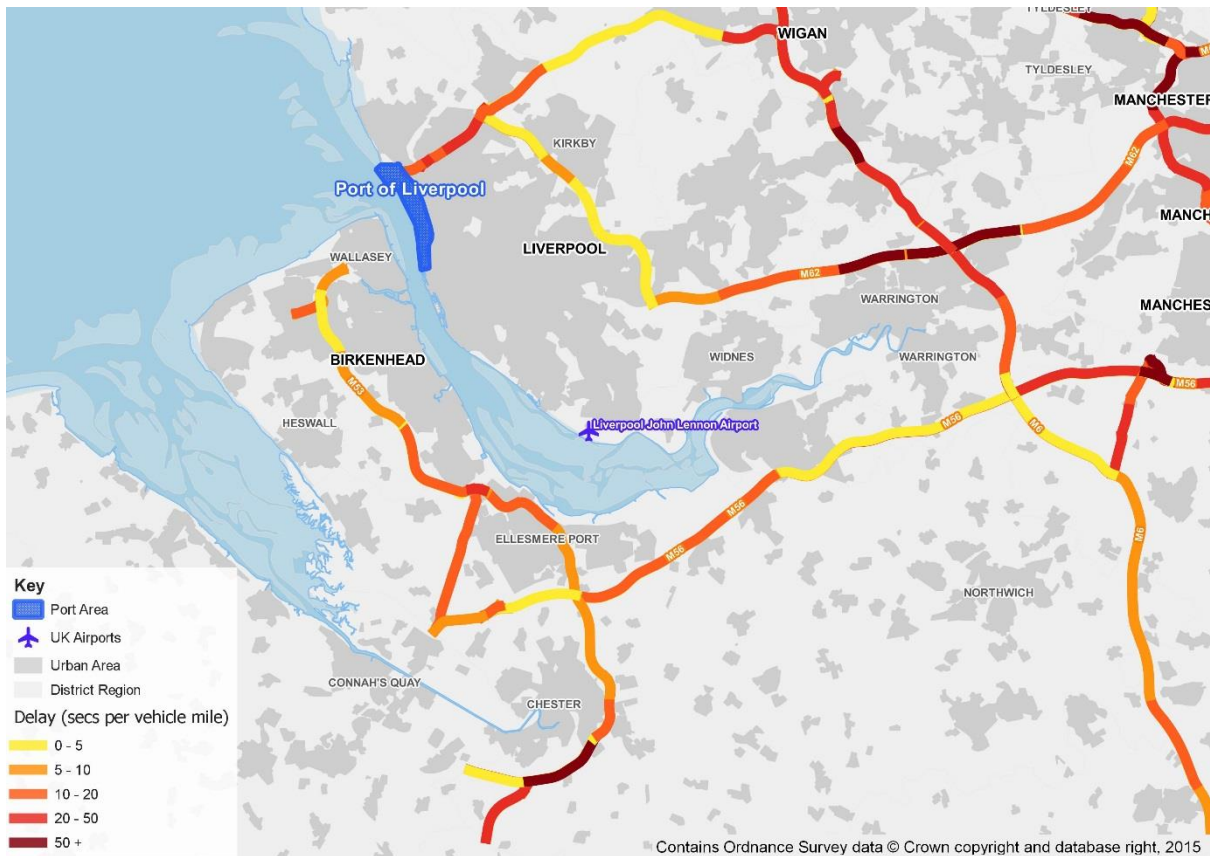 TYLDESLEY
WIGAN
TYLDESLEY
MANCHESTER
KIRKBY
M62
Port of Liverpool
MANCH
LIVERPOOL
WALLASEY
M62
WARRINGTON
MANCHES
BIRKENHEAD
WIDNES
WARRINGTON
M53
M56
HESWALL
M56
M6
Liverpool John Lennon Airport
M56
M6
ELLESMERE PORT
M56
NORTHWICH
CONNAH'S QUAY
CHESTER
Key
Port Area
UK Airports
Urban Area
District Region
Delay (secs per vehicle mile)
0 - 5
5 - 10
10 - 20
20 - 50
50 +
Contains Ordnance Survey data © Crown copyright and database right, 2015